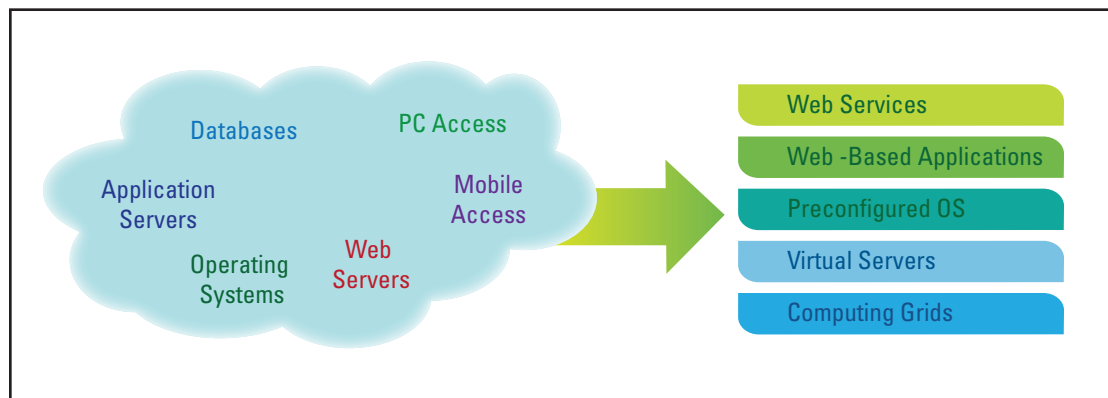 Databases
PC Access
Application
Servers
Mobile
Access
Operating
Systems
Web
Servers
Web Services
Web -Based Applications
Preconfigured OS
Virtual Servers
Computing Grids